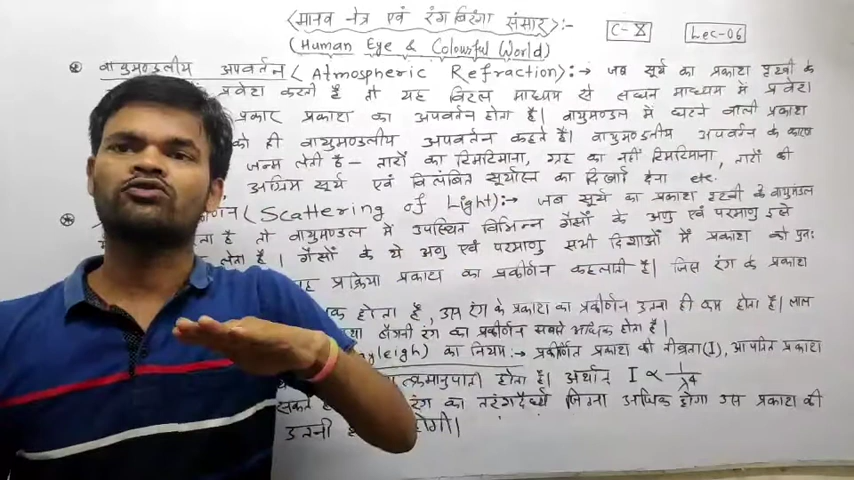 <मानव नेत्र एवं रंगबिरंगा संसार>:-
C-X
Lec-06
(Human Eye & Colourful World)
* वायुमण्डलीय अपवर्तन (Atmospheric Refraction):→ जब सूर्य का प्रकाश पृथ्वी के
प्रवेश करती है तो यह विरल माध्यम से सघन माध्यम में प्रवेश
प्रकार प्रकाश का अपवर्तन होता है। वायुमण्डल में घटने वाली प्रकाश
को ही वायुमण्डलीय अपवर्तन कहते हैं। वायुमण्डलीय अपवर्तन के कारण
जन्म लेती है - तारों का टिमटिमाना, ग्रह का नहीं टिमटिमाना, तारों की
अग्रिम सूर्य एवं विलंबित सूर्यास्त का दिखाई देना etc.
* (Scattering of Light):→ जब सूर्य का प्रकाश पृथ्वी के वायुमंडल
है तो वायुमण्डल में उपस्थित विभिन्न गैसों के अणु एवं परमाणु इसे
लेता है। गैसों के ये अणु एवं परमाणु सभी दिशाओं में प्रकाश को पुनः
प्रक्रिया प्रकाश का प्रकीर्णन कहलाती है। जिस रंग के प्रकाश
होता है, उस रंग के प्रकाश का प्रकीर्णन उतना ही कम होता है। लाल
बैंगनी रंग का प्रकीर्णन सबसे अधिक होता है।
का नियम:→ प्रकीर्णित प्रकाश की तीव्रता(I), आपतित प्रकाश
होता है। अर्थात् I ∝ 1/λ⁴
रंग का तरंगदैर्ध्य जितना अधिक होगा उस प्रकाश की
उतनी होगी।